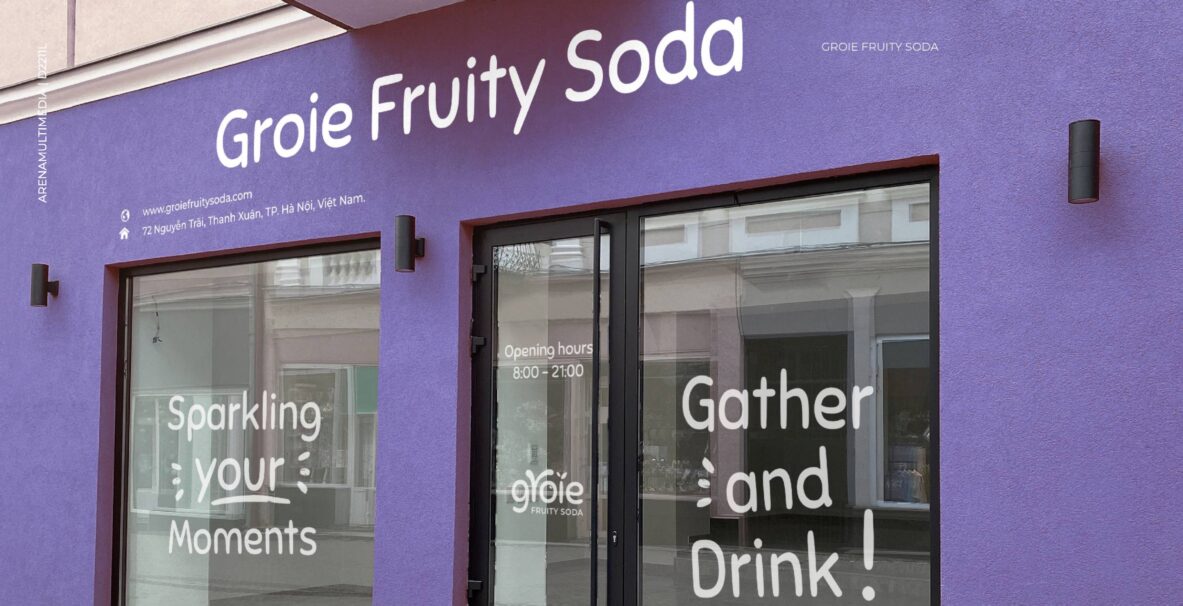 Groie Fruity Soda
GROIE FRUITY SODA
www.groiefruitysoda.com
72 Nguyễn Trãi, Thanh Xuân, TP. Hà Nội, Việt Nam.
Opening hours
8:00 – 21:00
Sparkling
your
Moments
groie
FRUITY SODA
Gather
and
Drink!